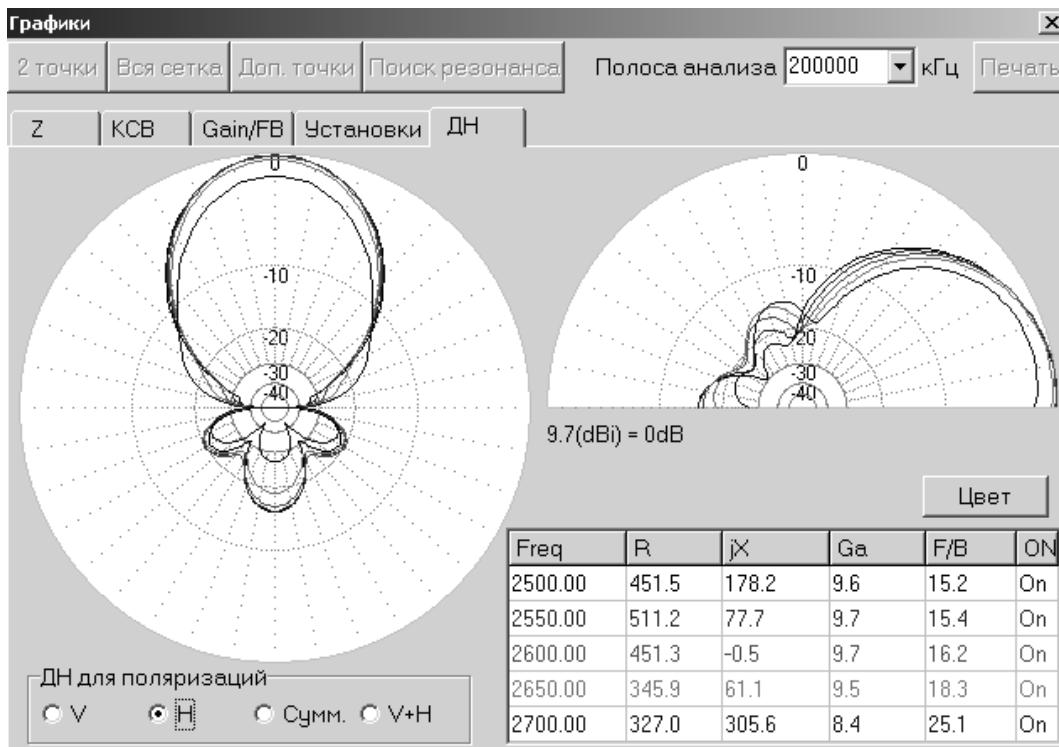 Графики
2 точки Вся сетка Доп. точки Поиск резонанса Полоса анализа 200000 кГц Печать
Z КСВ Gain/FB Установки ДН
0 0
-10 -10
-20 -20
-30 -30
-40 -40
9.7(dBi) = 0dB
Цвет
Freq R jX Ga F/B ON
2500.00 451.5 178.2 9.6 15.2 On
2550.00 511.2 77.7 9.7 15.4 On
2600.00 451.3 -0.5 9.7 16.2 On
2650.00 345.9 61.1 9.5 18.3 On
2700.00 327.0 305.6 8.4 25.1 On
ДН для поляризаций
V H Сумм. V+H